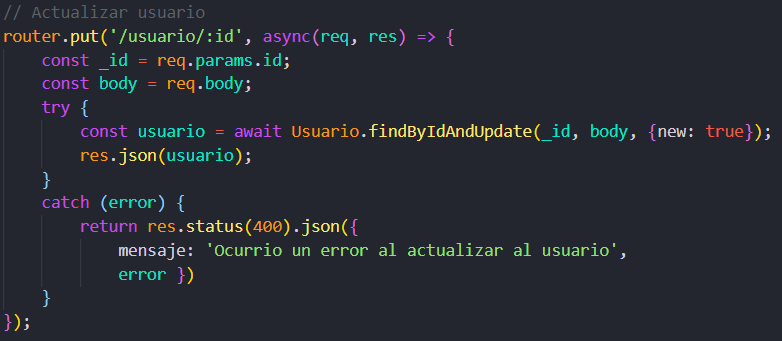 // Actualizar usuario
router.put('/usuario/:id', async(req, res) => {
    const _id = req.params.id;
    const body = req.body;
    try {
        const usuario = await Usuario.findByIdAndUpdate(_id, body, {new: true});
        res.json(usuario);
    }
    catch (error) {
        return res.status(400).json({
            mensaje: 'Ocurrio un error al actualizar al usuario',
            error })
    }
});